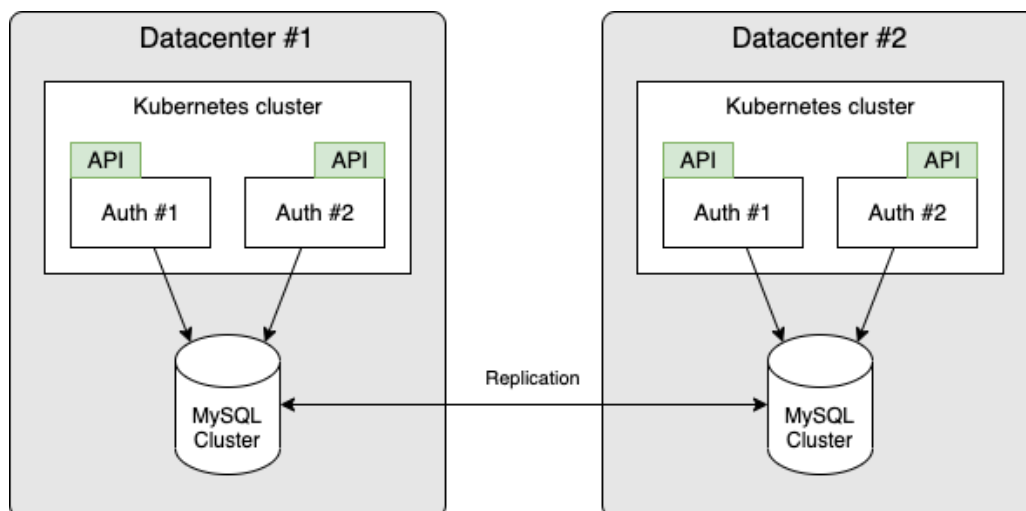 Datacenter #1
Kubernetes cluster
API
API
Auth #1
Auth #2
MySQL
Cluster
Replication
Datacenter #2
Kubernetes cluster
API
API
Auth #1
Auth #2
MySQL
Cluster